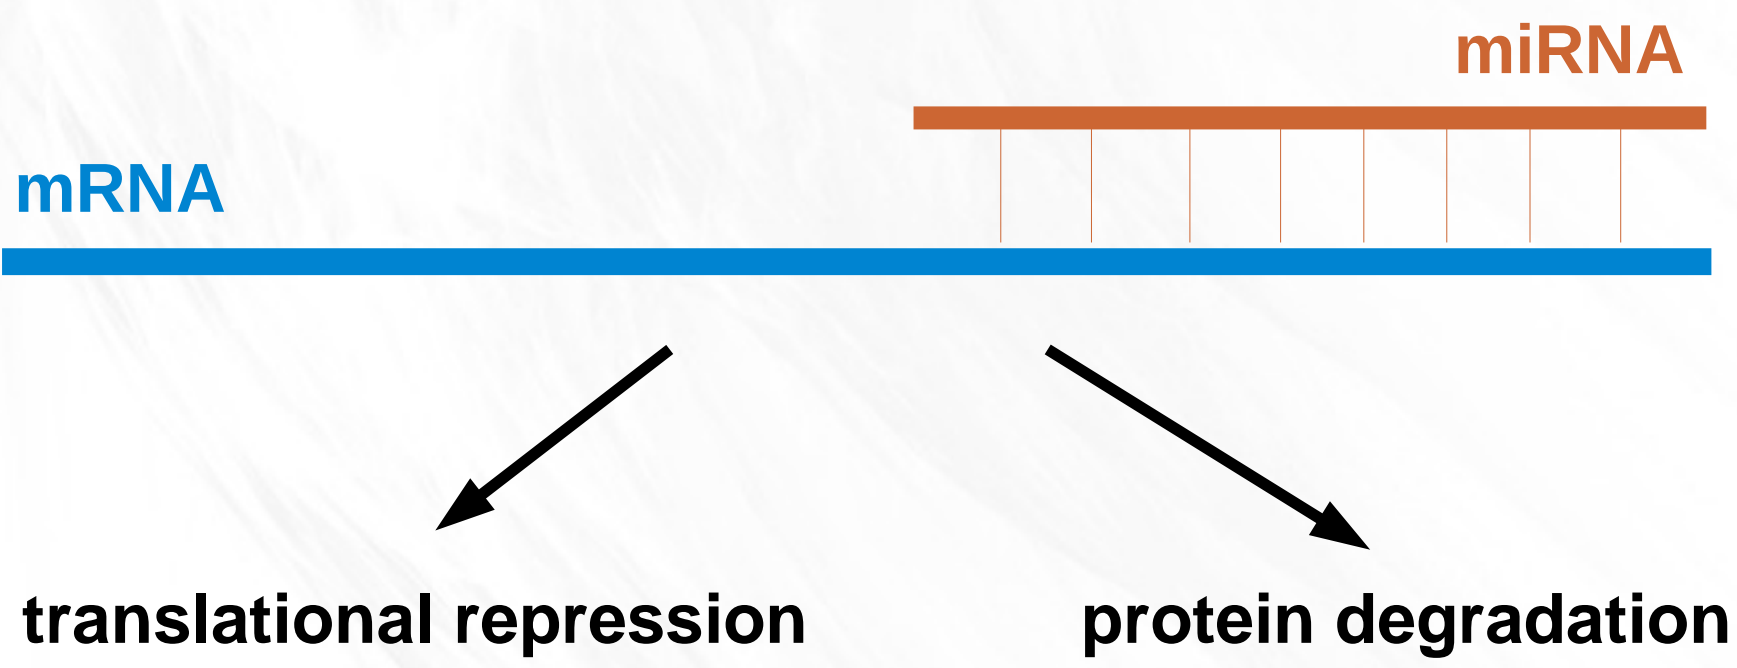 miRNA
mRNA
translational repression
protein degradation